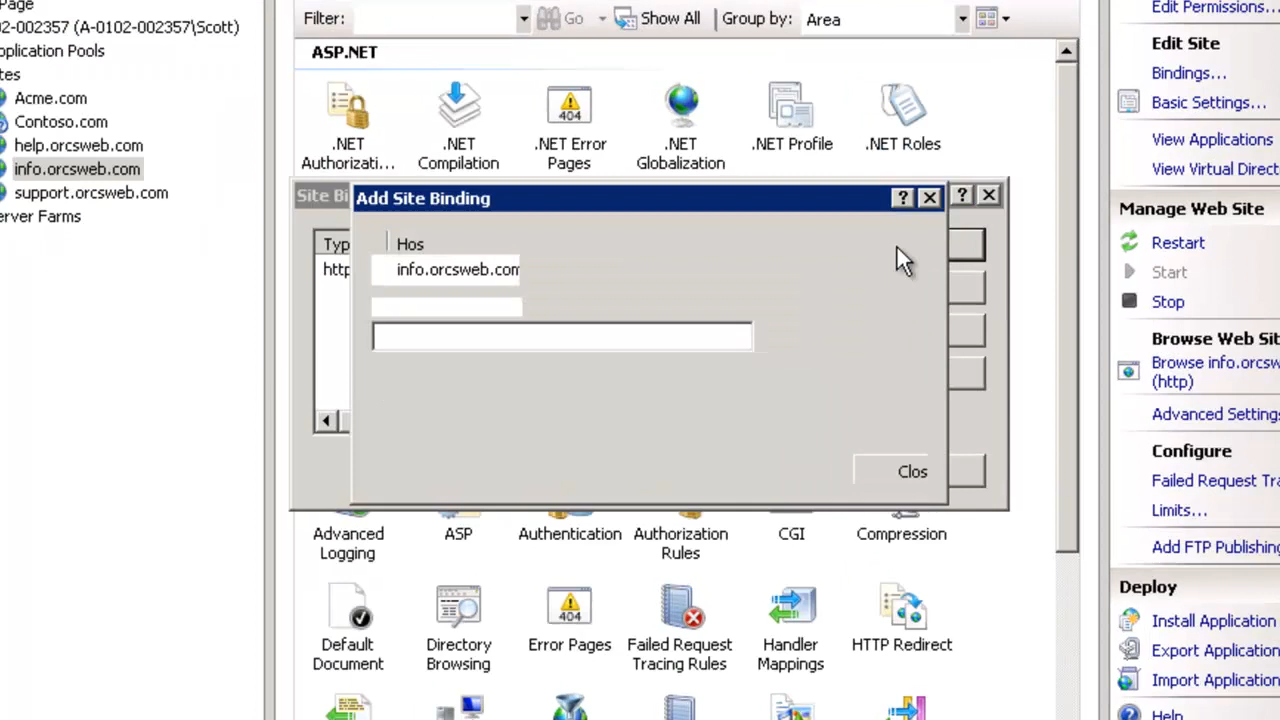 Page
02-002357 (A-0102-002357\Scott)
pplication Pools
tes
Acme.com
Contoso.com
help.orcsweb.com
info.orcsweb.com
support.orcsweb.com
erver Farms
Filter:
Go
Show All
Group by:
Area
ASP.NET
.NET
Authorizati...
.NET
Compilation
.NET Error
Pages
.NET
Globalization
.NET Profile
.NET Roles
Site Bi
Add Site Binding
Typ
Hos
http
info.orcsweb.com
Clos
Advanced
Logging
ASP
Authentication
Authorization
Rules
CGI
Compression
Default
Document
Directory
Browsing
Error Pages
Failed Request
Tracing Rules
Handler
Mappings
HTTP Redirect
Edit Permissions...
Edit Site
Bindings...
Basic Settings...
View Applications
View Virtual Direct
Manage Web Site
Restart
Start
Stop
Browse Web Sit
Browse info.orcsw
(http)
Advanced Settings
Configure
Failed Request Tra
Limits...
Add FTP Publishing
Deploy
Install Application
Export Application
Import Application
Help